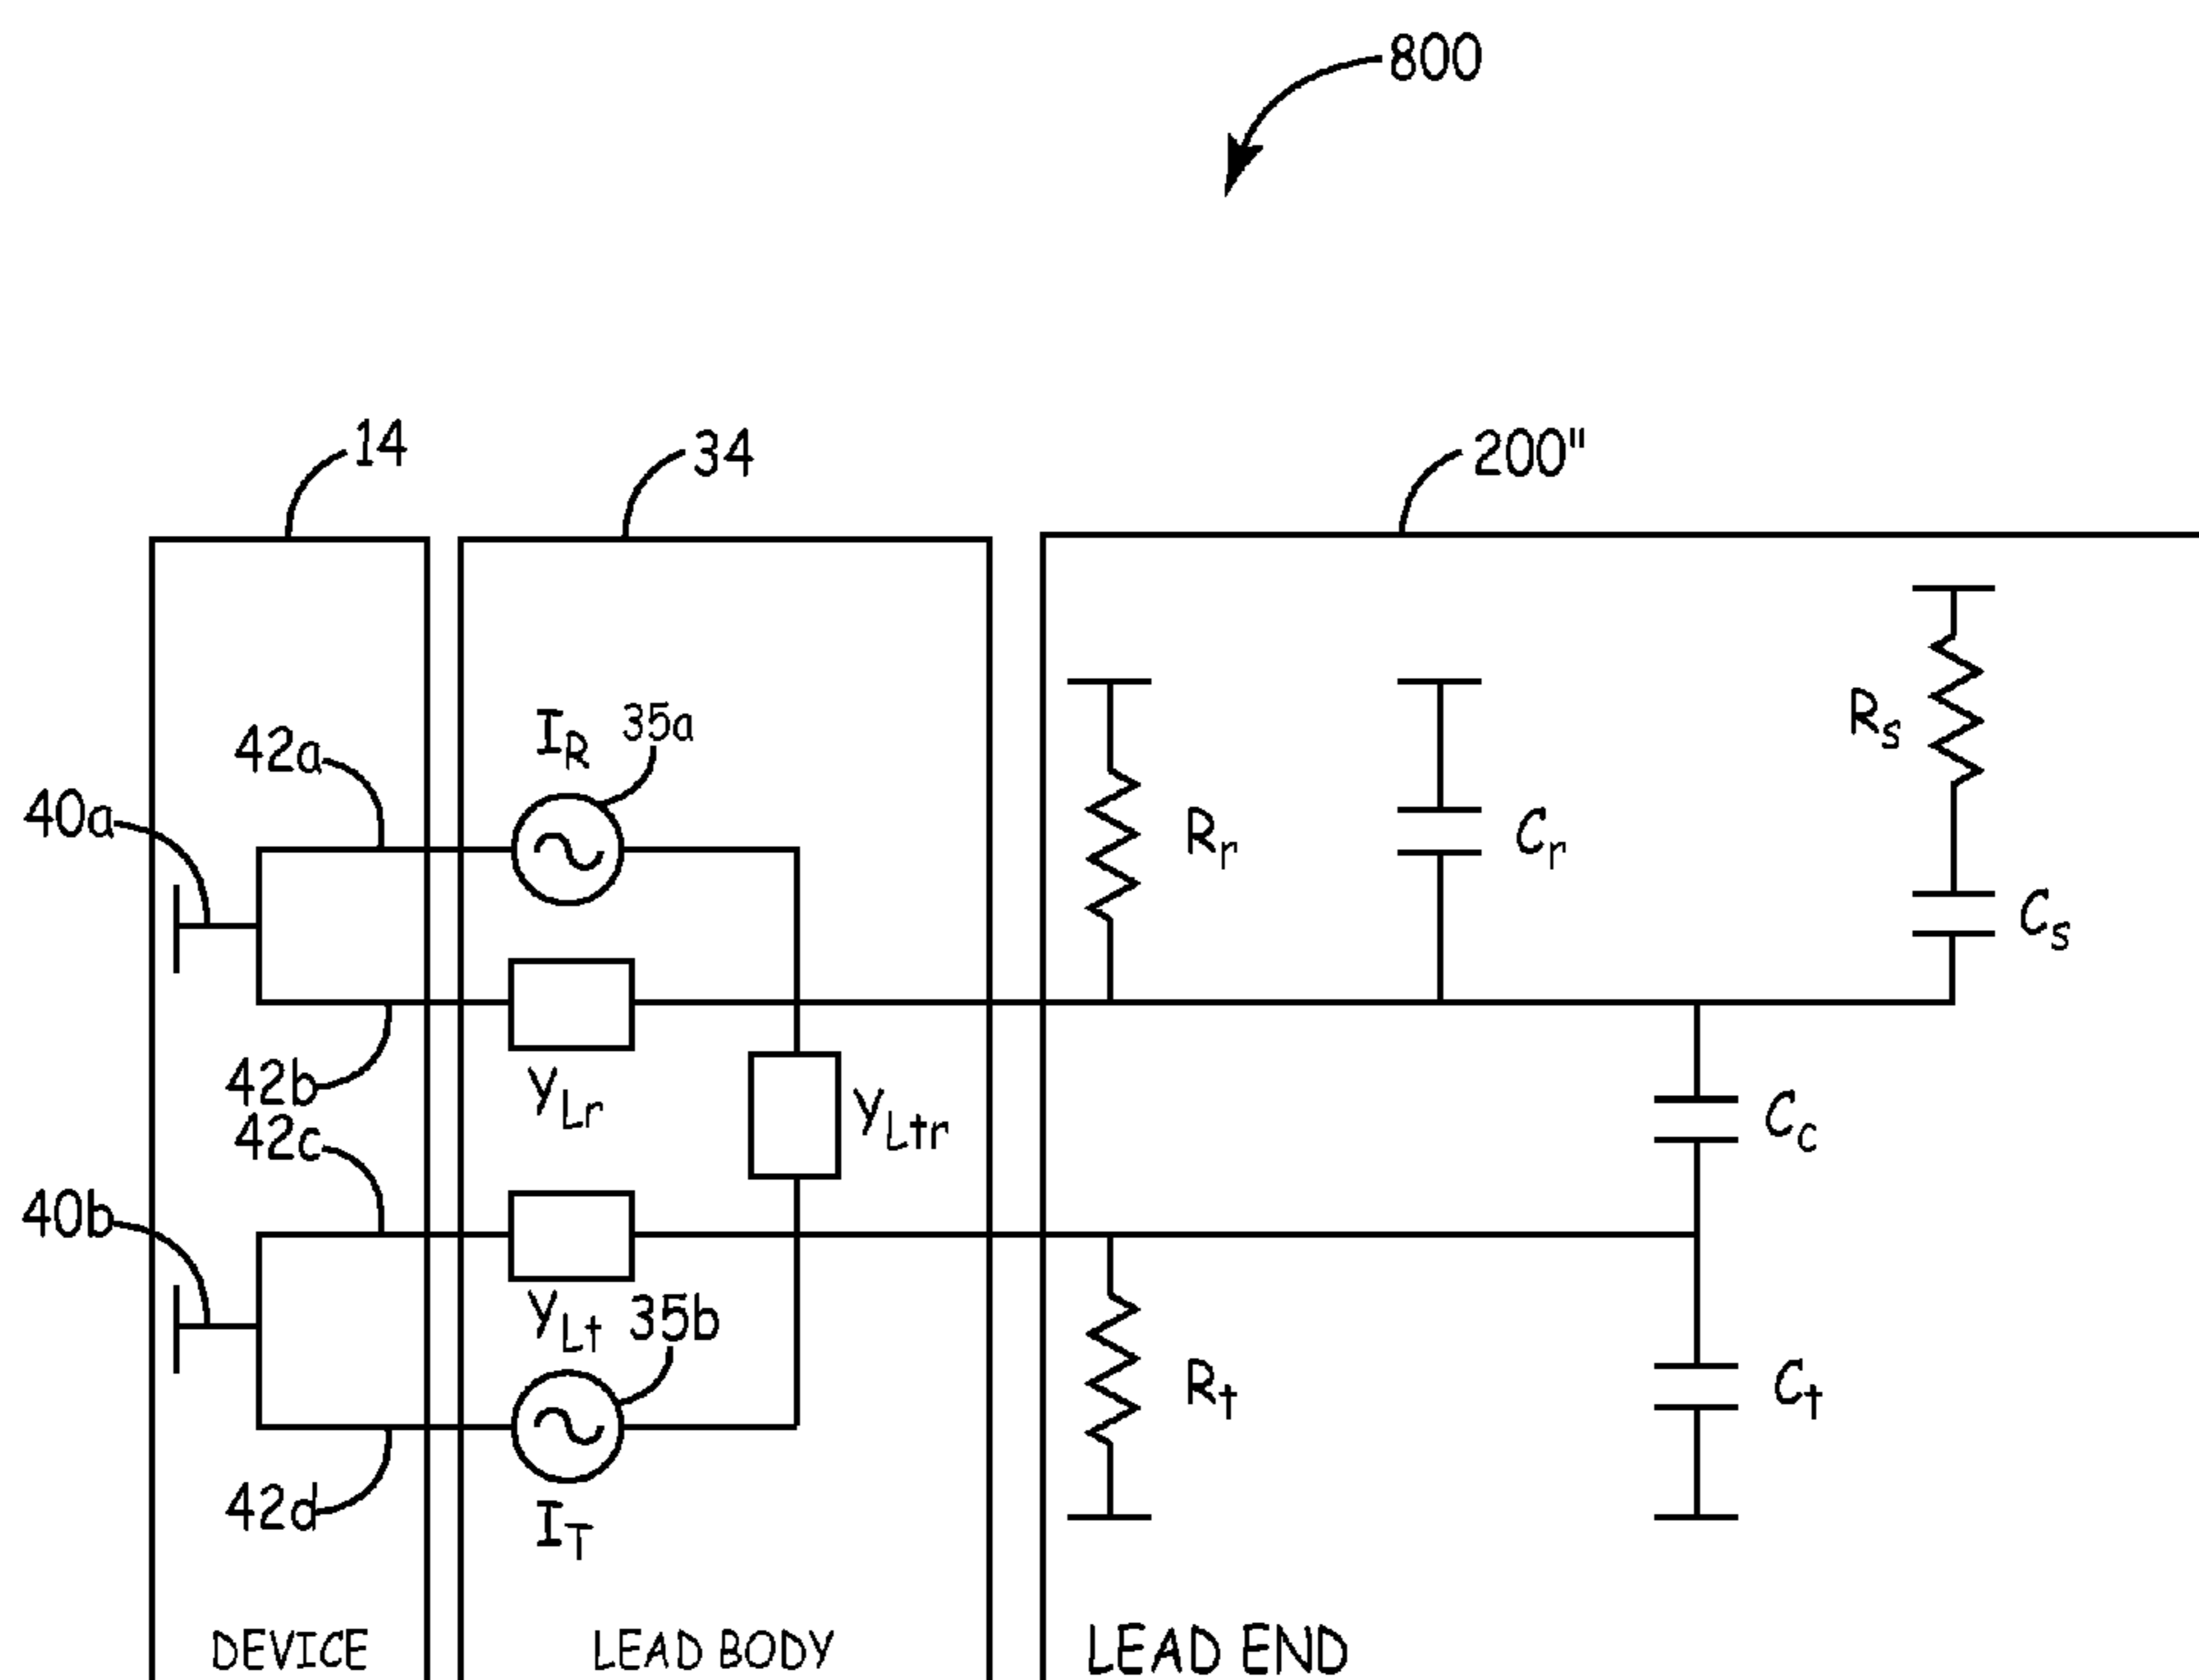 800
14
34
200"
42a
40a
I_R
35a
R_r
C_r
R_s
C_s
42b
Y_Lr
42c
Y_Ltr
C_c
40b
Y_Lt
35b
R_t
C_t
42d
I_T
DEVICE
LEAD BODY
LEAD END